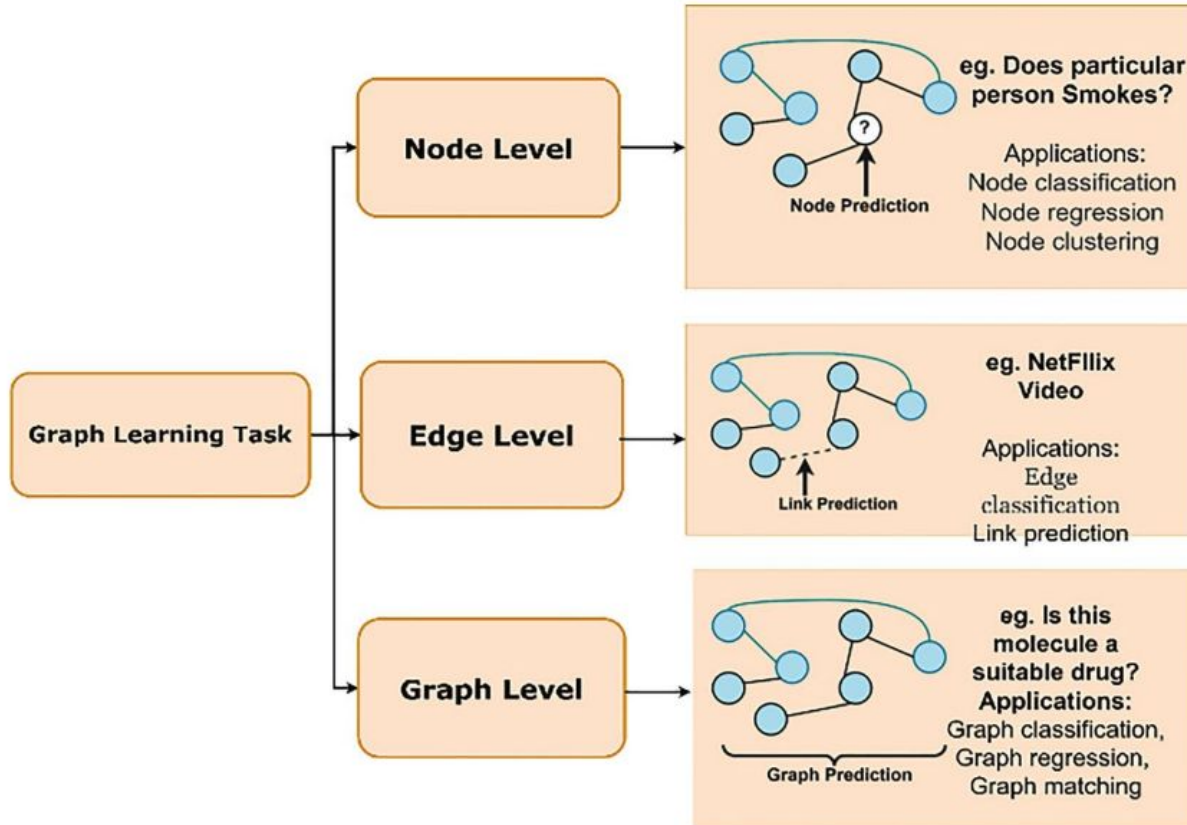 Graph Learning Task
Node Level
?
Node Prediction
eg. Does particular
person Smokes?
Applications:
Node classification
Node regression
Node clustering
Edge Level
Link Prediction
eg. NetFllix
Video
Applications:
Edge
classification
Link prediction
Graph Level
Graph Prediction
eg. Is this
molecule a
suitable drug?
Applications:
Graph classification,
Graph regression,
Graph matching